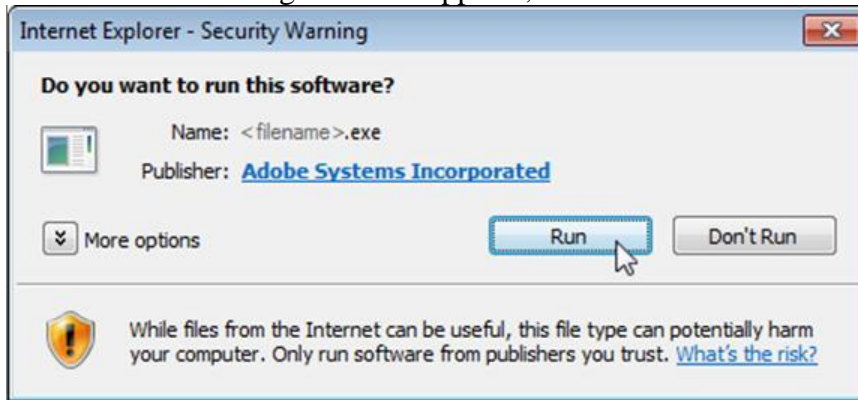 Internet Explorer - Security Warning
Do you want to run this software?
Name: <filename>.exe
Publisher: Adobe Systems Incorporated
More options
Run
Don't Run
While files from the Internet can be useful, this file type can potentially harm
your computer. Only run software from publishers you trust. What's the risk?